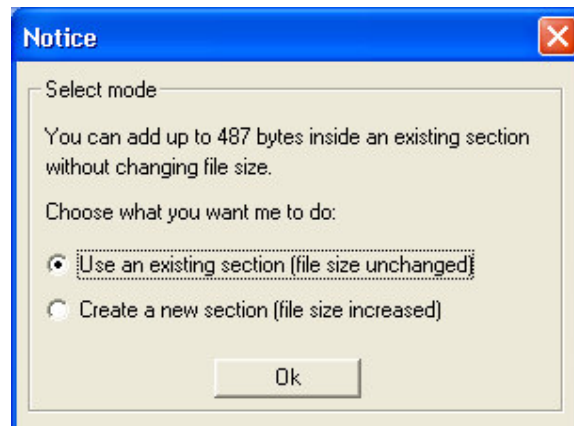 Notice
Select mode
You can add up to 487 bytes inside an existing section
without changing file size.
Choose what you want me to do:
Use an existing section (file size unchanged)
Create a new section (file size increased)
Ok